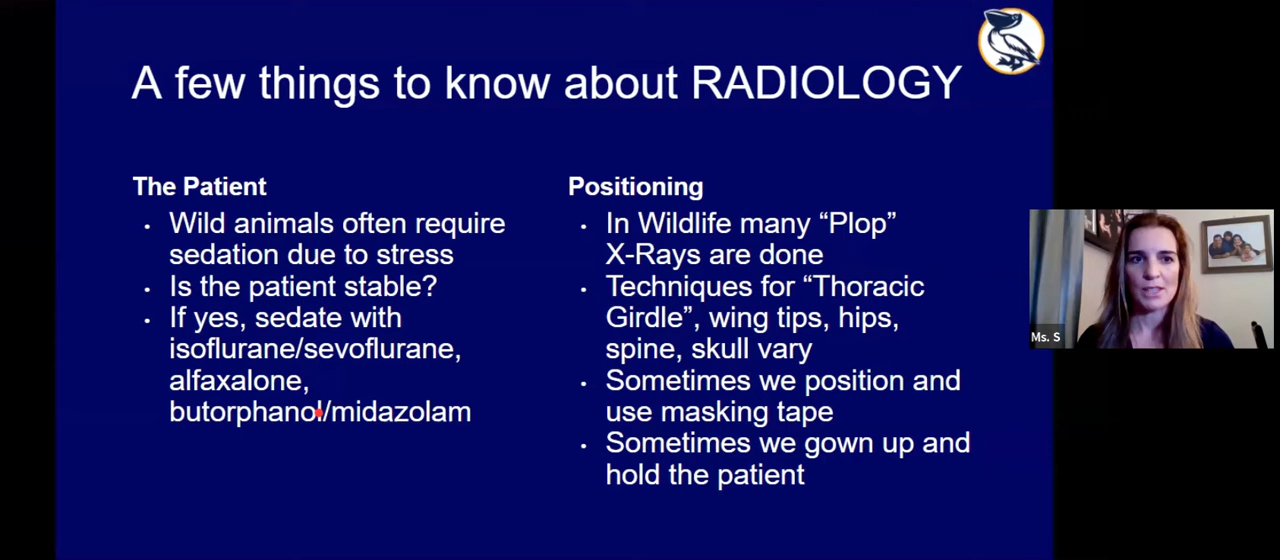 A few things to know about RADIOLOGY
The Patient
• Wild animals often require
sedation due to stress
• Is the patient stable?
• If yes, sedate with
isoflurane/sevoflurane,
alfaxalone,
butorphanol/midazolam
Positioning
• In Wildlife many “Plop”
X-Rays are done
• Techniques for “Thoracic
Girdle”, wing tips, hips,
spine, skull vary
• Sometimes we position and
use masking tape
• Sometimes we gown up and
hold the patient
Ms. S